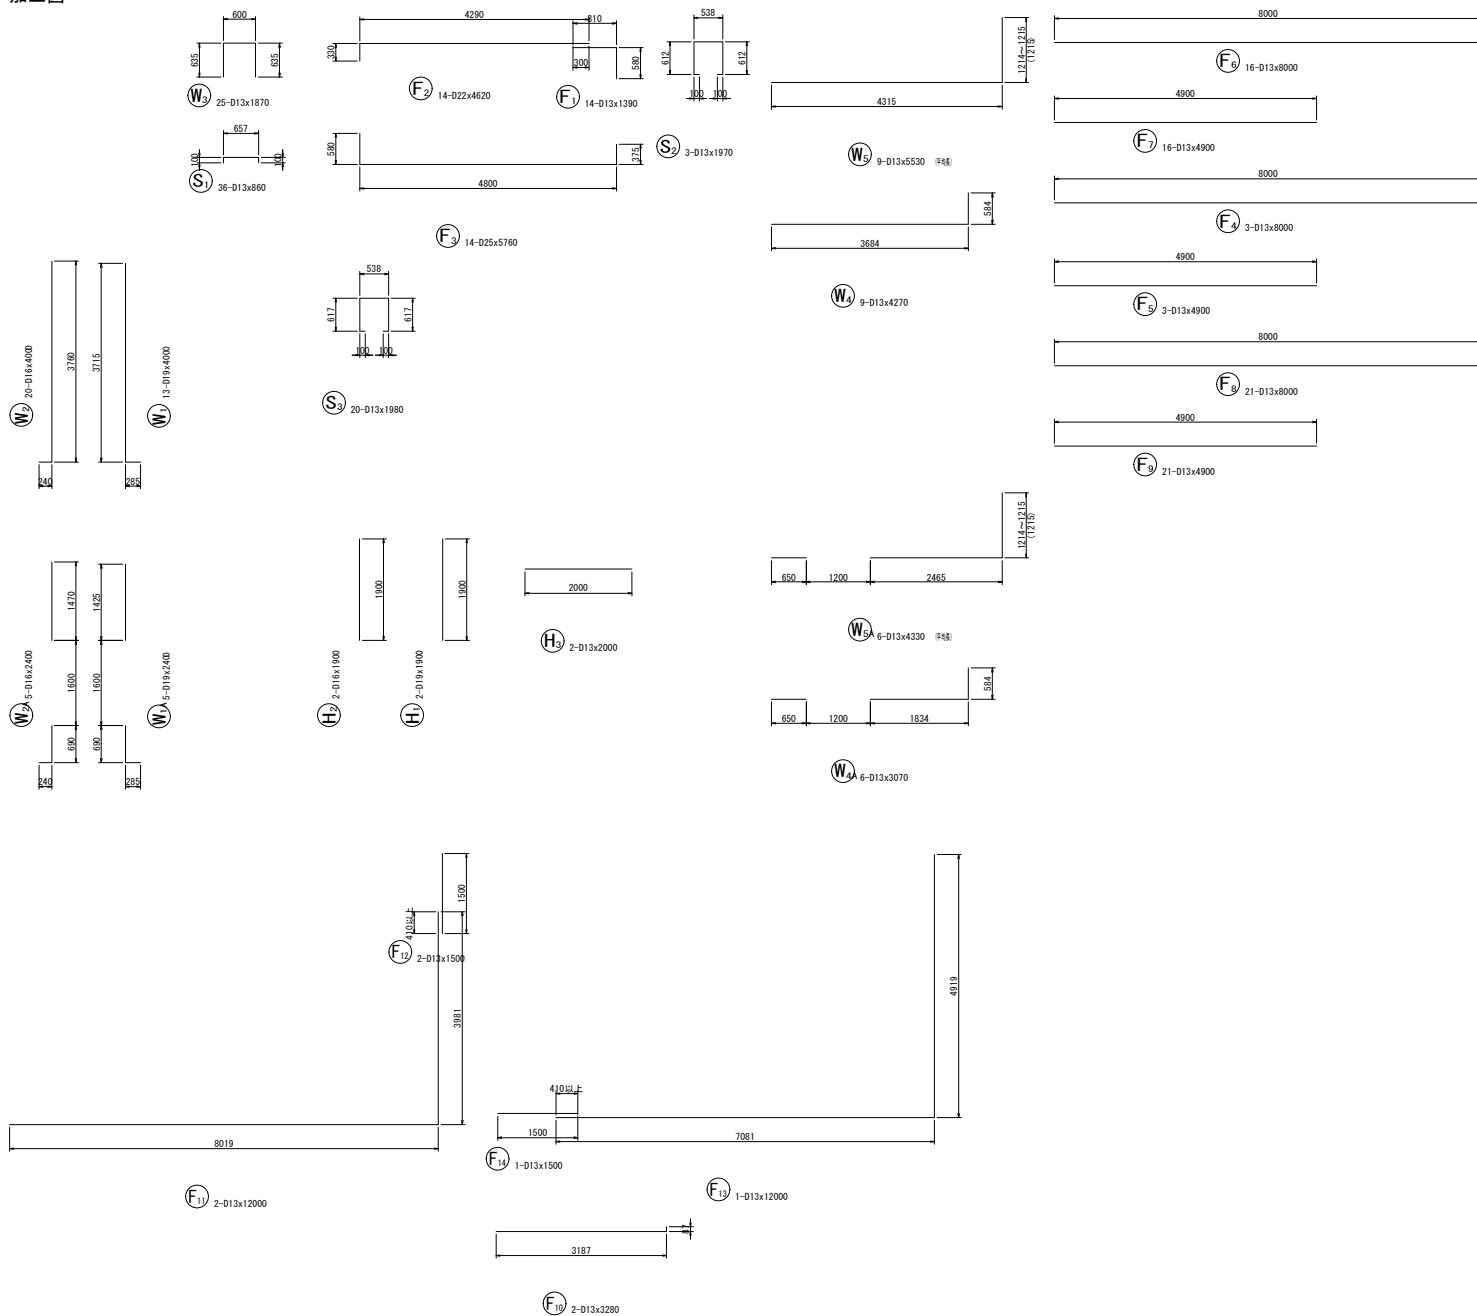 加工図
600
635
635
W3 25-D13x1870
4290
330
F2 14-D22x4620
810
300
580
F1 14-D13x1390
538
612
612
100
100
S2 3-D13x1970
1214~1215
(1215)
4315
W5 9-D13x5530 (平均長)
8000
F6 16-D13x8000
4900
F7 16-D13x4900
657
100
100
S1 36-D13x860
580
375
4800
F3 14-D25x5760
584
3684
W4 9-D13x4270
8000
F4 3-D13x8000
4900
F5 3-D13x4900
8000
F8 21-D13x8000
4900
F9 21-D13x4900
W2 20-D16x4000
3760
240
3715
285
W1 13-D19x4000
538
617
617
100
100
S3 20-D13x1980
W2A 5-D16x2400
1470
1600
690
240
1425
1600
690
285
W1A 5-D19x2400
1900
H2 2-D16x1900
1900
H1 2-D19x1900
2000
H3 2-D13x2000
1214~1215
(1215)
650
1200
2465
W5A 6-D13x4330 (平均長)
584
650
1200
1834
W4A 6-D13x3070
1500
410以上
F12 2-D13x1500
3981
8019
F11 2-D13x12000
4919
410以上
1500
7081
F14 1-D13x1500
F13 1-D13x12000
87
3187
F10 2-D13x3280